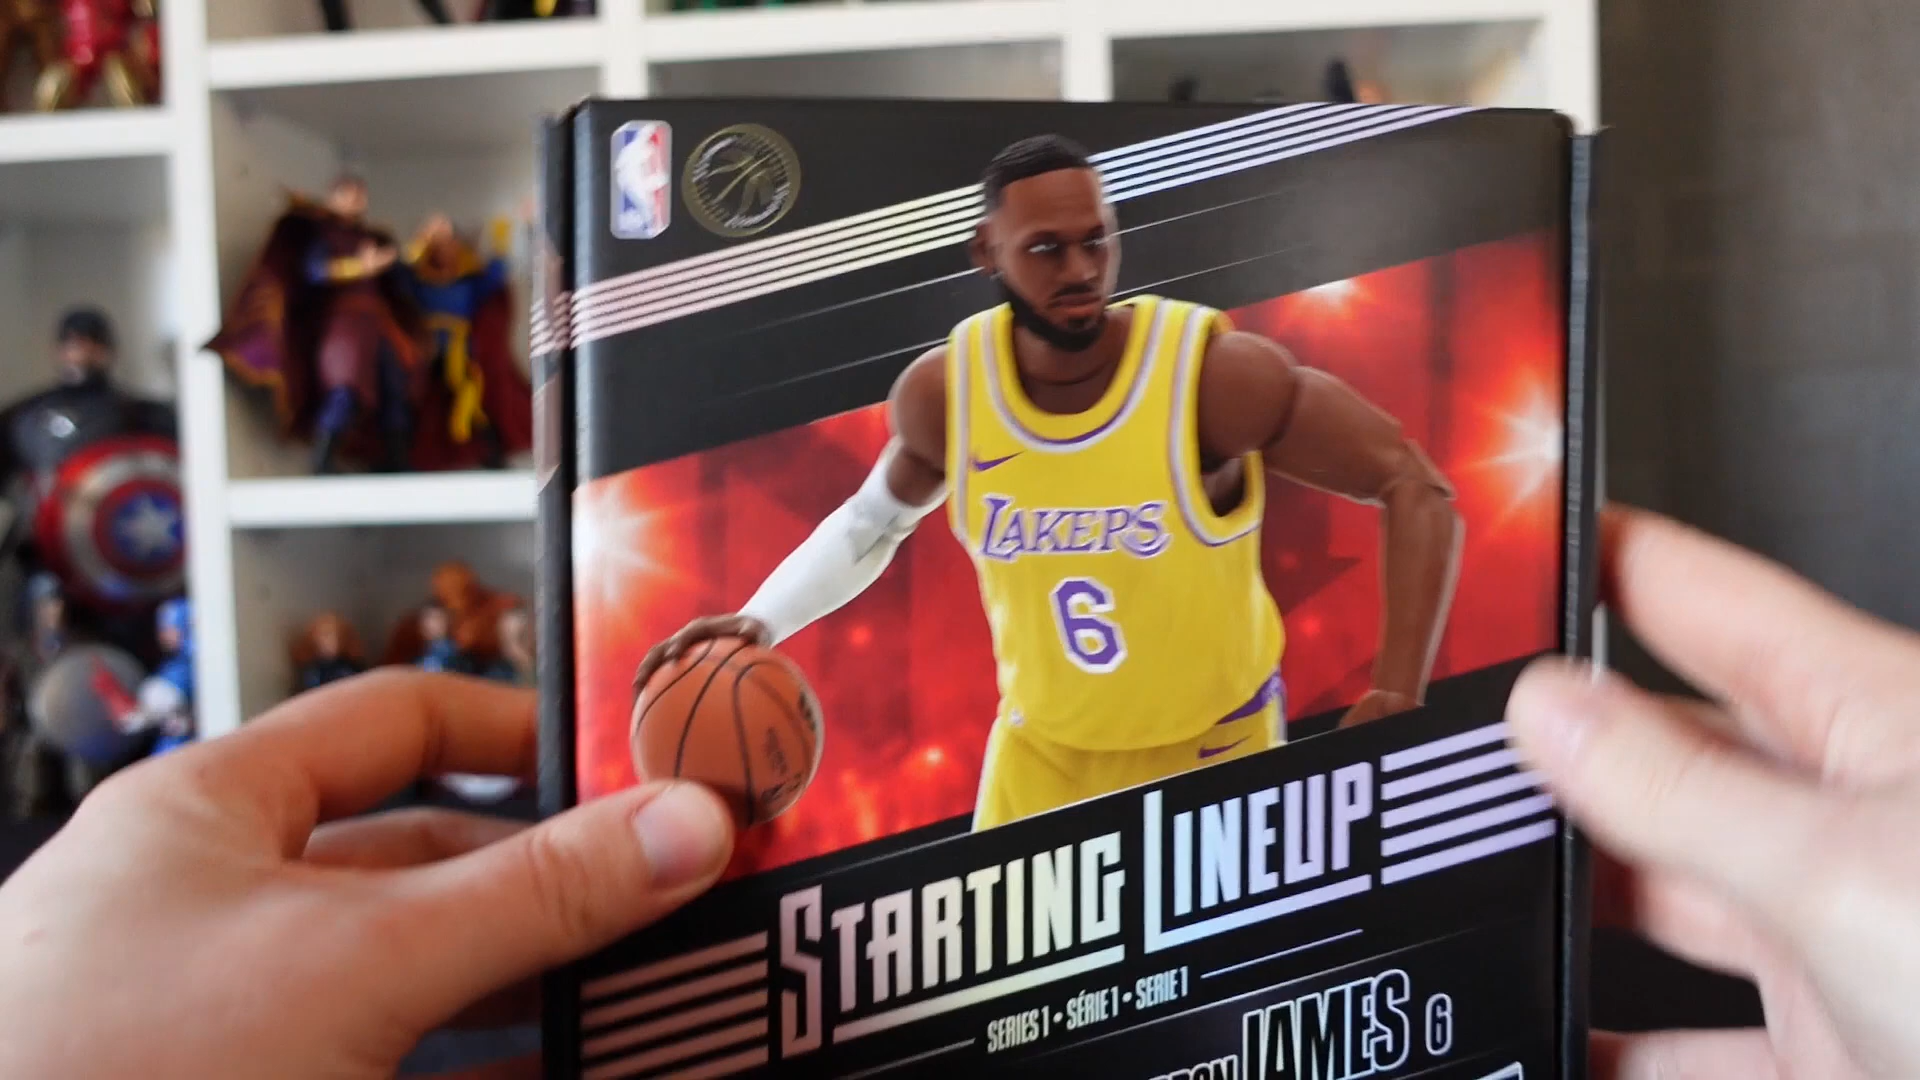 LAKERS
6
STARTING LINEUP
SERIES 1 • SÉRIE 1 • SERIE 1
JAMES 6